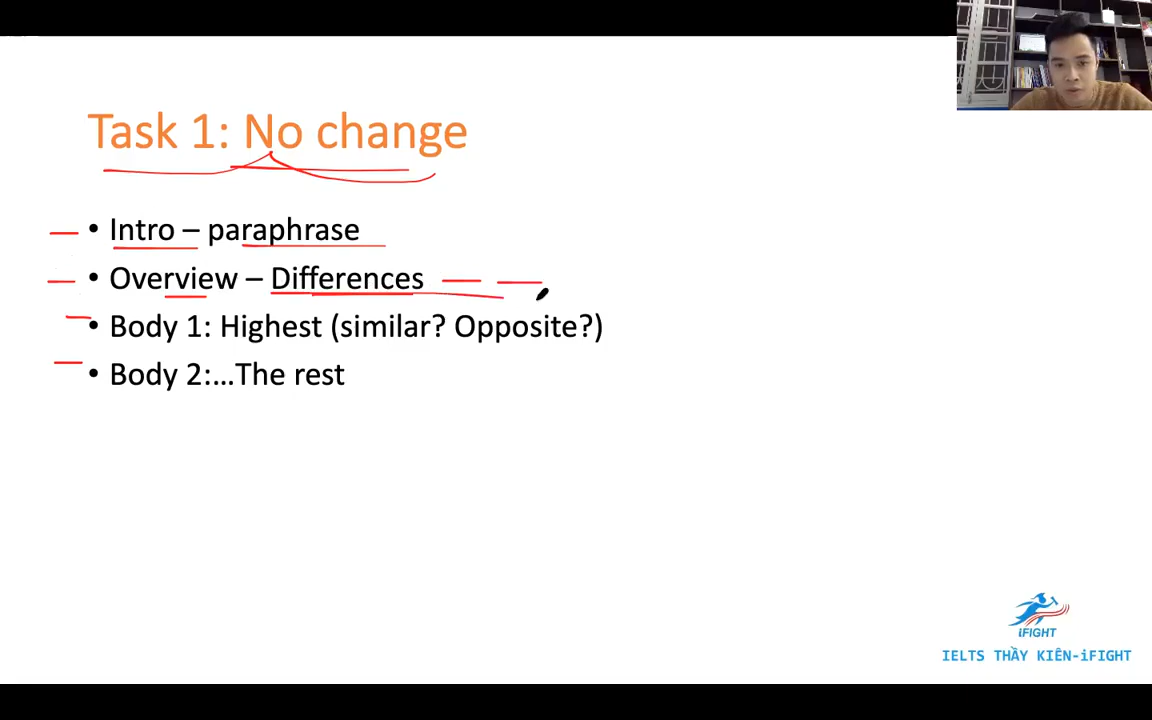 Task 1: No change
• Intro – paraphrase
• Overview – Differences
• Body 1: Highest (similar? Opposite?)
• Body 2:...The rest
iFIGHT
IELTS THẦY KIÊN-iFIGHT